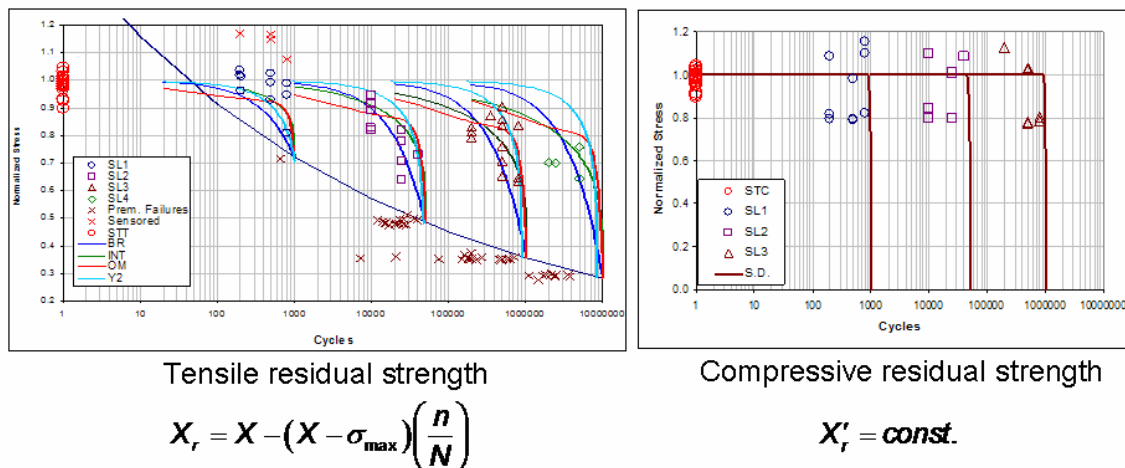 Normalized Stress
1.2
1.1
1.0
0.9
0.8
0.7
0.6
0.5
0.4
0.3
0.2
SL1
SL2
SL3
SL4
Prem. Failures
Sensored
STT
BR
INT
OM
Y2
1 10 100 1000 10000 100000 1000000 10000000
Cycles
Normalized Stress
1.2
1.0
0.8
0.6
0.4
0.2
0.0
STC
SL1
SL2
SL3
S.D.
1 10 100 1000 10000 100000 1000000 10000000
Cycles
Tensile residual strength
Compressive residual strength
X_r = X − (X − σ_max)(n/N)
X'_r = const.